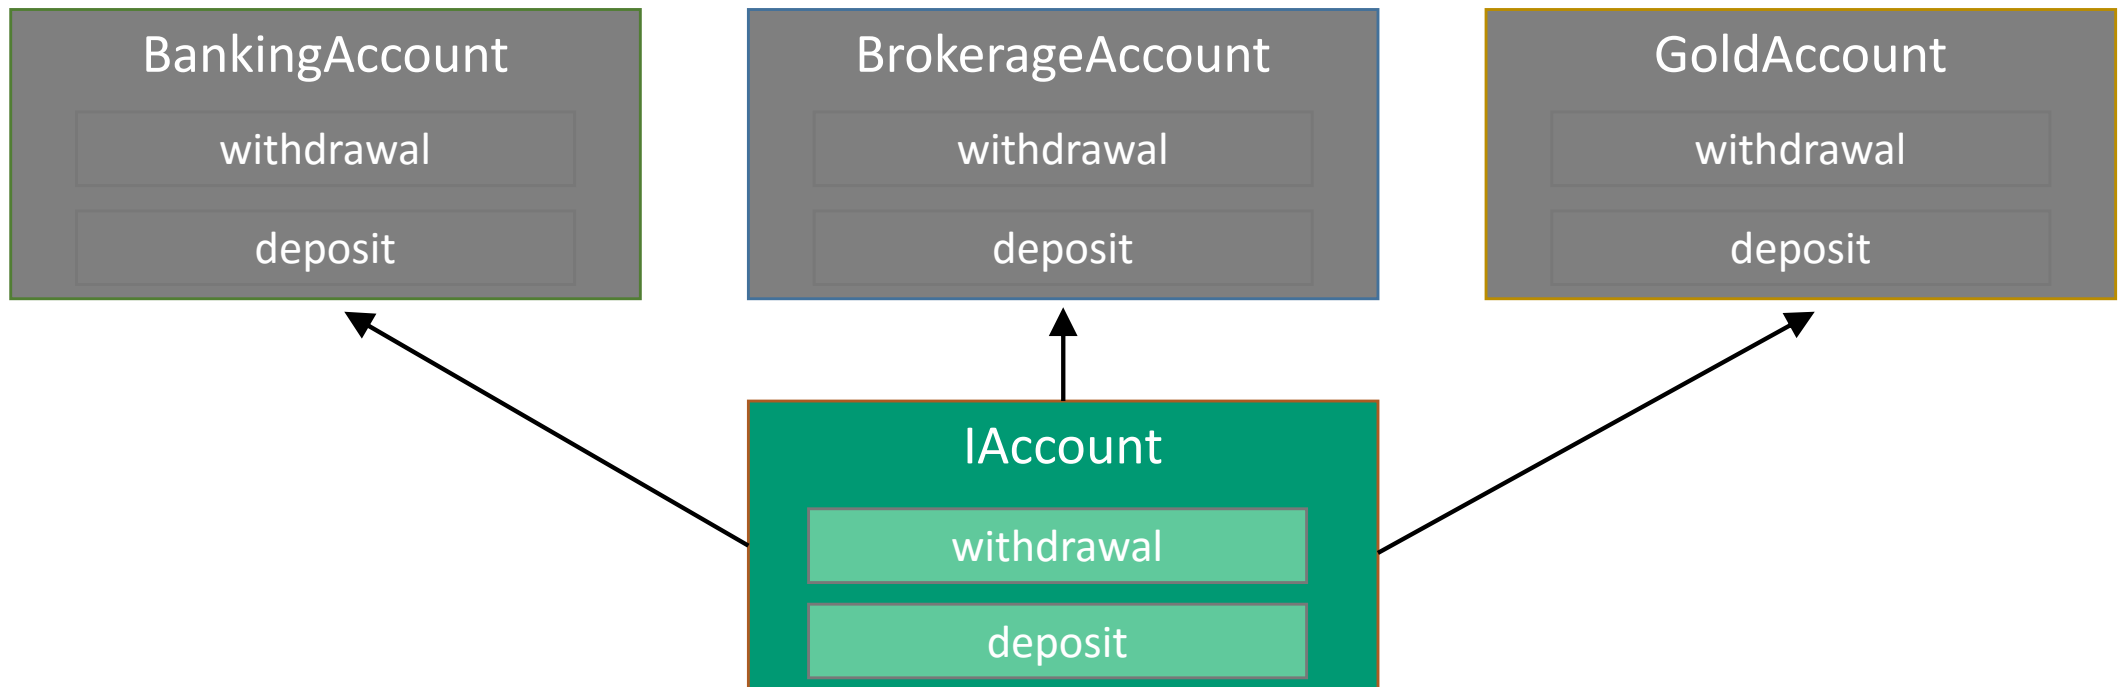 BankingAccount
withdrawal
deposit
BrokerageAccount
withdrawal
deposit
GoldAccount
withdrawal
deposit
IAccount
withdrawal
deposit